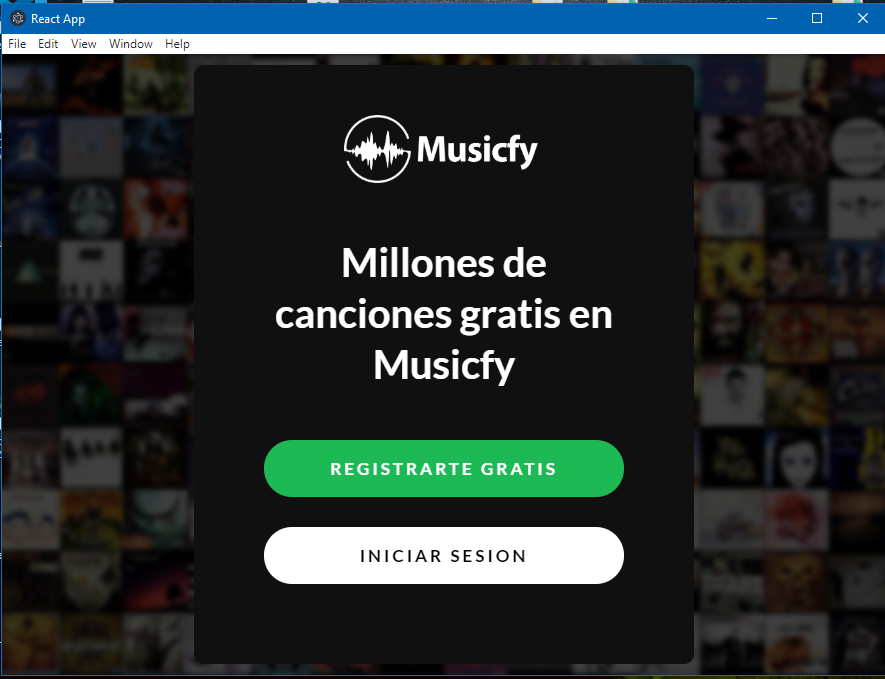 React App
File Edit View Window Help
Musicfy
Millones de
canciones gratis en
Musicfy
REGISTRARTE GRATIS
INICIAR SESION